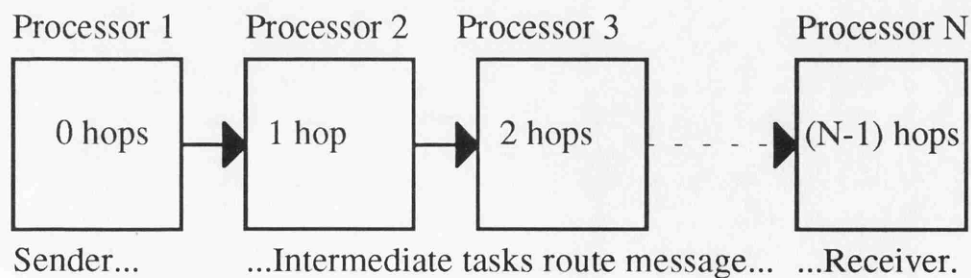 Processor 1 Processor 2 Processor 3 Processor N
0 hops 1 hop 2 hops (N-1) hops
Sender... ...Intermediate tasks route message... ...Receiver.